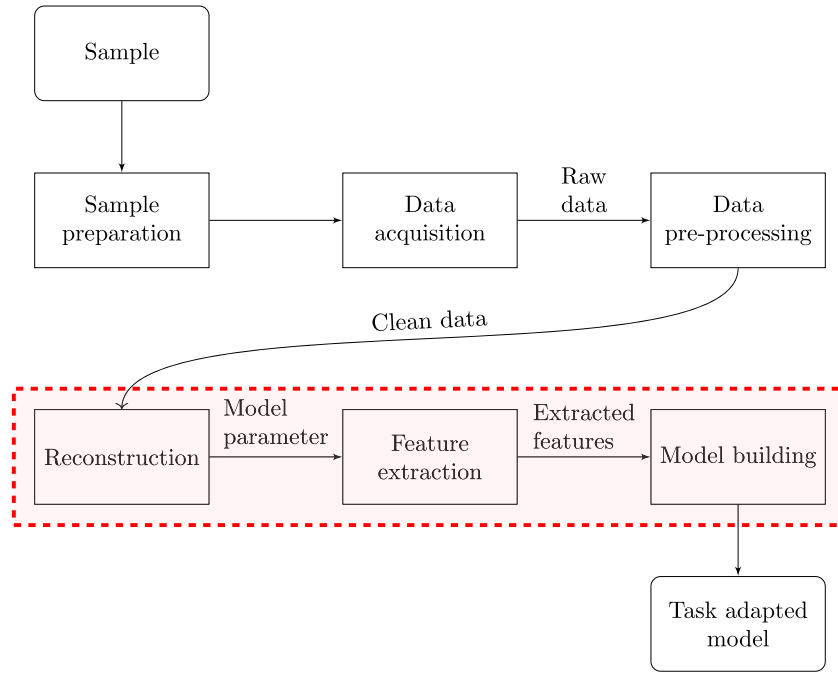 Sample
Sample
preparation
Data
acquisition
Raw
data
Data
pre-processing
Clean data
Reconstruction
Model
parameter
Feature
extraction
Extracted
features
Model building
Task adapted
model